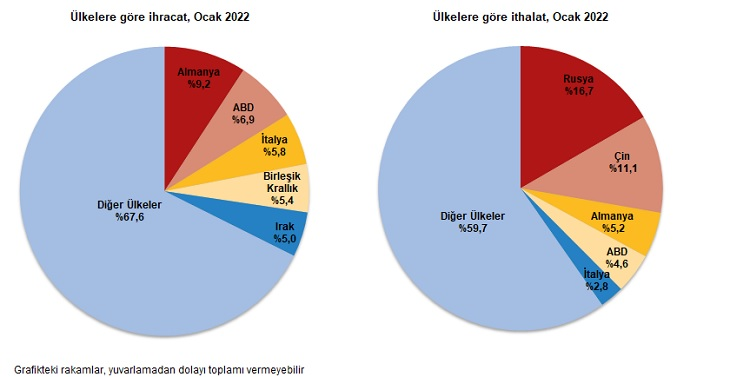 Ülkelere göre ihracat, Ocak 2022
Almanya
%9,2
ABD
%6,9
İtalya
%5,8
Birleşik
Krallık
%5,4
Irak
%5,0
Diğer Ülkeler
%67,6
Ülkelere göre ithalat, Ocak 2022
Rusya
%16,7
Çin
%11,1
Almanya
%5,2
ABD
%4,6
İtalya
%2,8
Diğer Ülkeler
%59,7
Grafikteki rakamlar, yuvarlamadan dolayı toplamı vermeyebilir